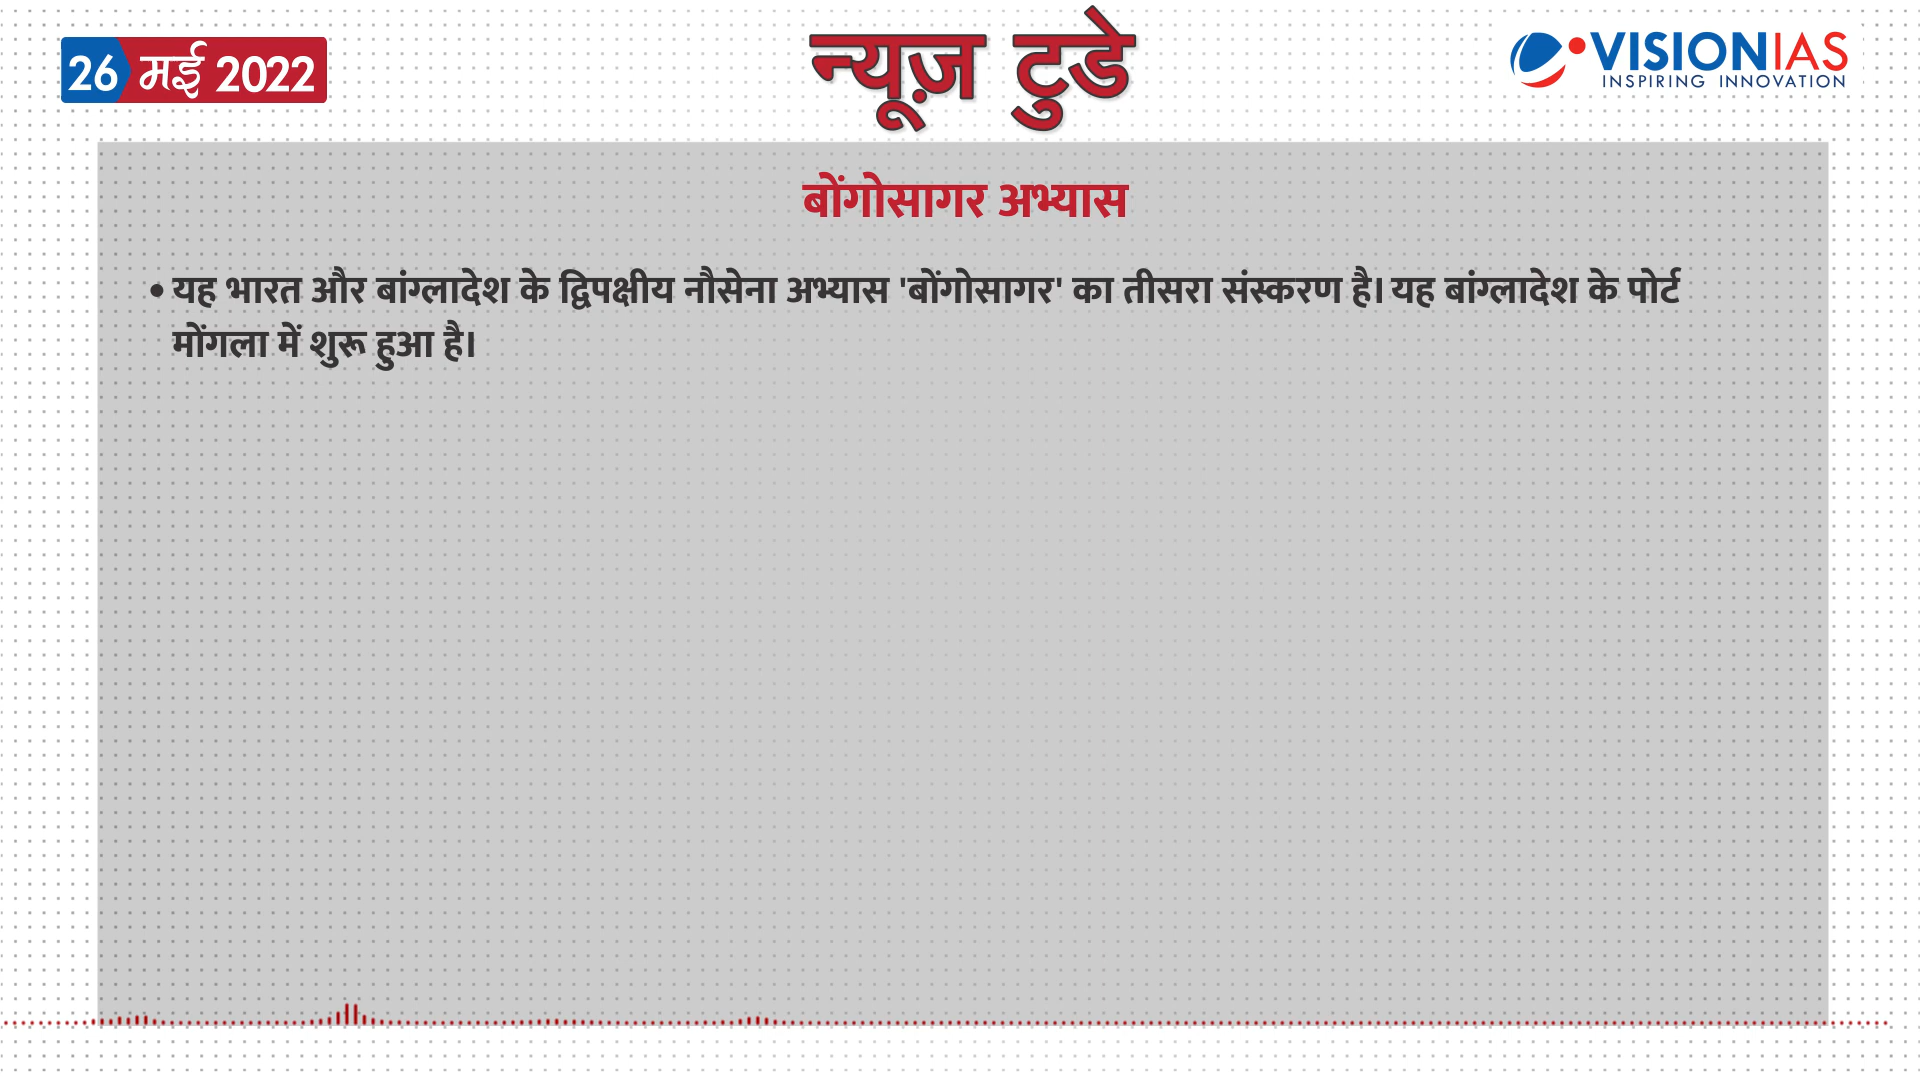 26 मई 2022
न्यूज़ टुडे
VISIONIAS
INSPIRING INNOVATION
बोंगोसागर अभ्यास
• यह भारत और बांग्लादेश के द्विपक्षीय नौसेना अभ्यास 'बोंगोसागर' का तीसरा संस्करण है। यह बांग्लादेश के पोर्ट
मोंगला में शुरू हुआ है।